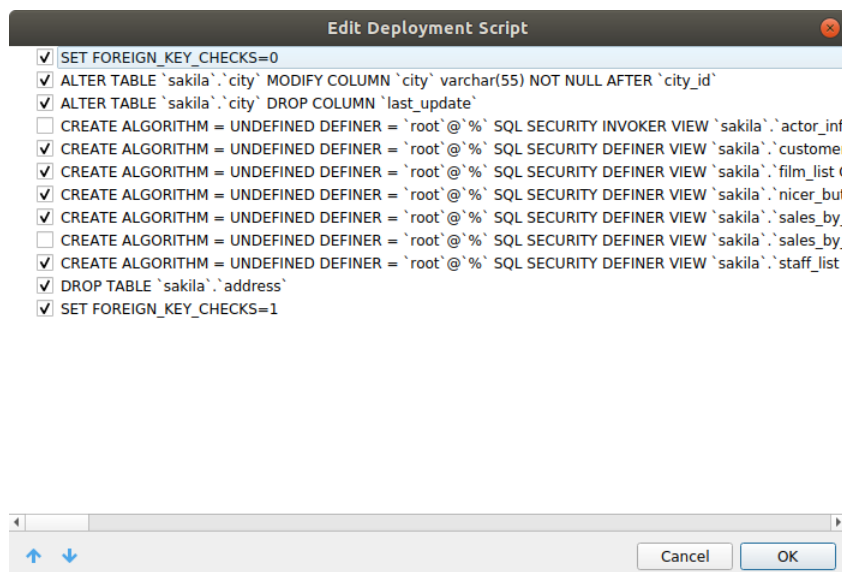 Edit Deployment Script
SET FOREIGN_KEY_CHECKS=0
ALTER TABLE `sakila`.`city` MODIFY COLUMN `city` varchar(55) NOT NULL AFTER `city_id`
ALTER TABLE `sakila`.`city` DROP COLUMN `last_update`
CREATE ALGORITHM = UNDEFINED DEFINER = `root`@`%` SQL SECURITY INVOKER VIEW `sakila`.`actor_inf
CREATE ALGORITHM = UNDEFINED DEFINER = `root`@`%` SQL SECURITY DEFINER VIEW `sakila`.`customer
CREATE ALGORITHM = UNDEFINED DEFINER = `root`@`%` SQL SECURITY DEFINER VIEW `sakila`.`film_list
CREATE ALGORITHM = UNDEFINED DEFINER = `root`@`%` SQL SECURITY DEFINER VIEW `sakila`.`nicer_but
CREATE ALGORITHM = UNDEFINED DEFINER = `root`@`%` SQL SECURITY DEFINER VIEW `sakila`.`sales_by_
CREATE ALGORITHM = UNDEFINED DEFINER = `root`@`%` SQL SECURITY DEFINER VIEW `sakila`.`sales_by_
CREATE ALGORITHM = UNDEFINED DEFINER = `root`@`%` SQL SECURITY DEFINER VIEW `sakila`.`staff_list
DROP TABLE `sakila`.`address`
SET FOREIGN_KEY_CHECKS=1
Cancel
OK